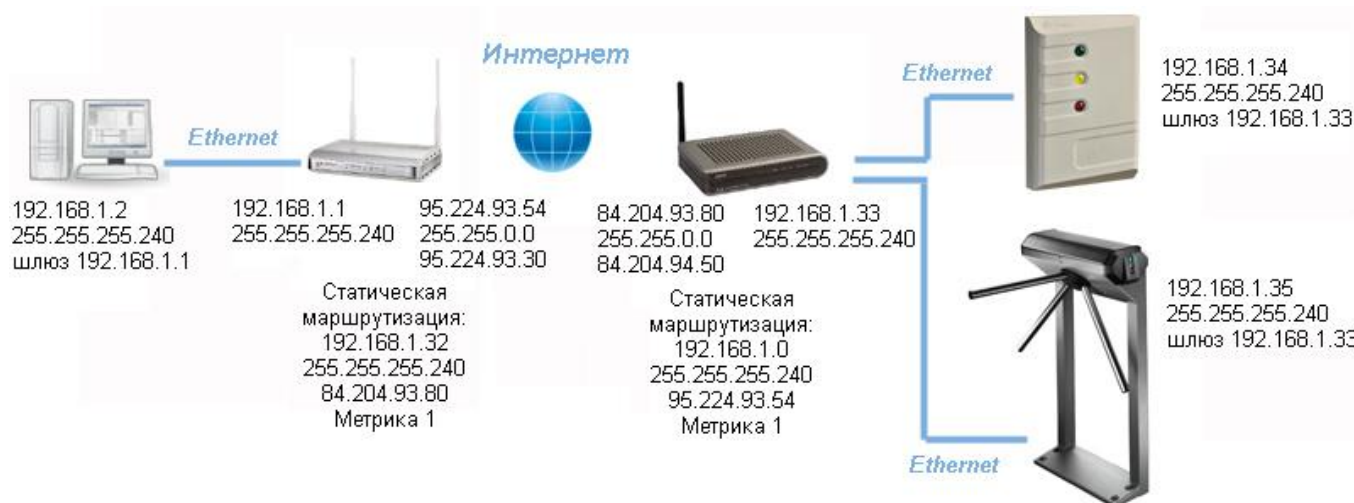 Интернет
Ethernet
Ethernet
192.168.1.2
255.255.255.240
шлюз 192.168.1.1
192.168.1.1
255.255.255.240
95.224.93.54
255.255.0.0
95.224.93.30
Статическая
маршрутизация:
192.168.1.32
255.255.255.240
84.204.93.80
Метрика 1
84.204.93.80
255.255.0.0
84.204.94.50
192.168.1.33
255.255.255.240
Статическая
маршрутизация:
192.168.1.0
255.255.255.240
95.224.93.54
Метрика 1
192.168.1.34
255.255.255.240
шлюз 192.168.1.33
192.168.1.35
255.255.255.240
шлюз 192.168.1.33
Ethernet